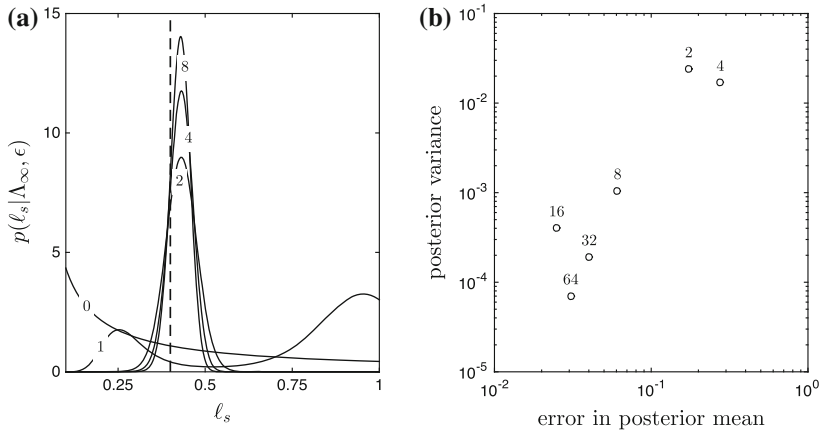 (a)
15
10
5
0
p(ℓₛ|Λ∞, ϵ)
8
4
2
0
1
0.25 0.5 0.75 1
ℓₛ
(b)
10⁻¹
10⁻²
10⁻³
10⁻⁴
10⁻⁵
posterior variance
2 4
8
16
32
64
10⁻² 10⁻¹ 10⁰
error in posterior mean